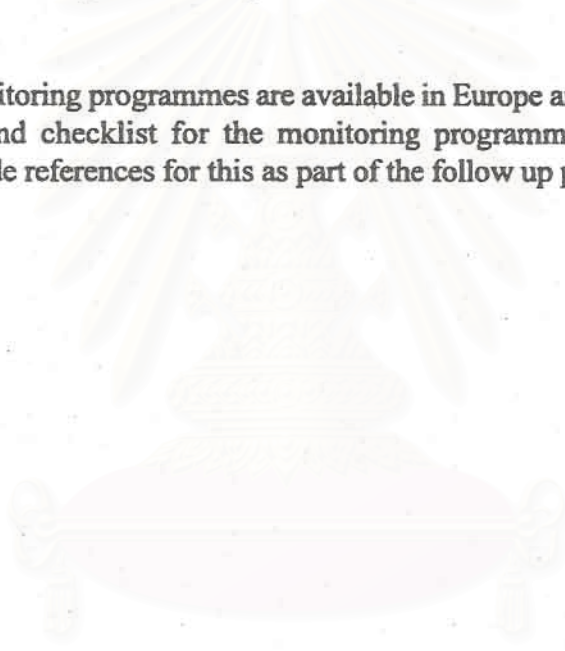 itoring programmes are available in Europe a
nd checklist for the monitoring programm
le references for this as part of the follow up p